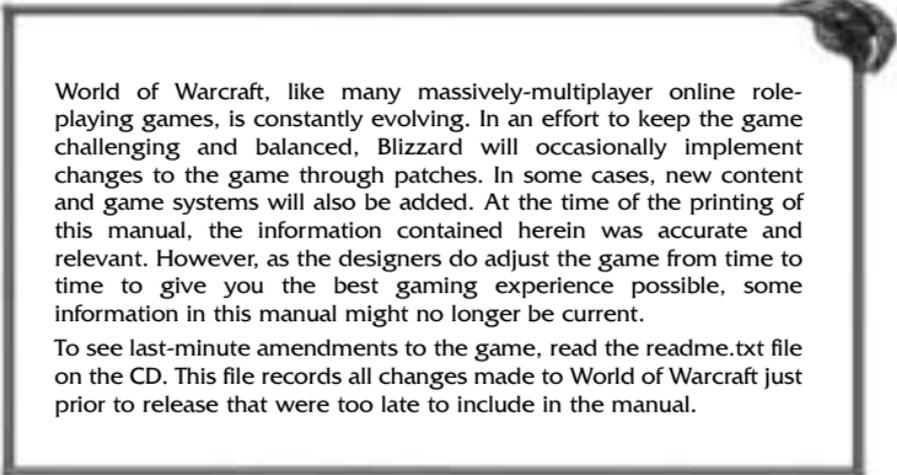 World of Warcraft, like many massively-multiplayer online role-
playing games, is constantly evolving. In an effort to keep the game
challenging and balanced, Blizzard will occasionally implement
changes to the game through patches. In some cases, new content
and game systems will also be added. At the time of the printing of
this manual, the information contained herein was accurate and
relevant. However, as the designers do adjust the game from time to
time to give you the best gaming experience possible, some
information in this manual might no longer be current.
To see last-minute amendments to the game, read the readme.txt file
on the CD. This file records all changes made to World of Warcraft just
prior to release that were too late to include in the manual.